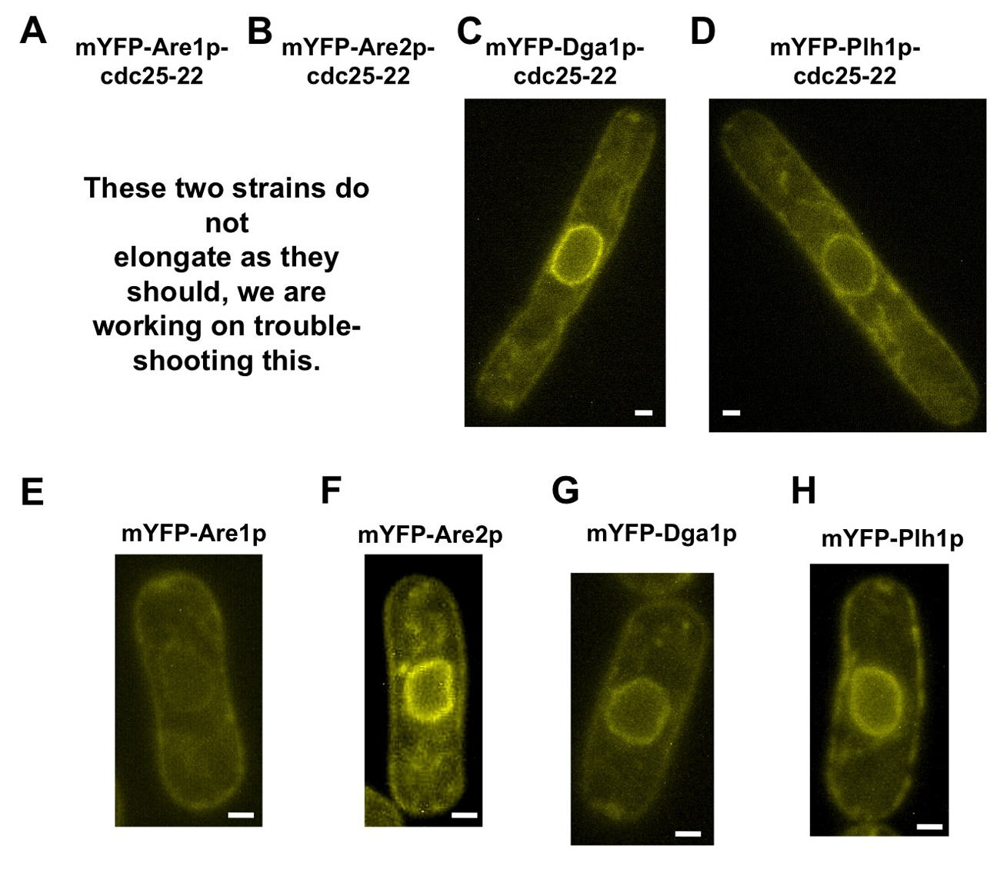 A
mYFP-Are1p-
cdc25-22
B
mYFP-Are2p-
cdc25-22
C
mYFP-Dga1p-
cdc25-22
D
mYFP-Plh1p-
cdc25-22
These two strains do
not
elongate as they
should, we are
working on trouble-
shooting this.
E
mYFP-Are1p
F
mYFP-Are2p
G
mYFP-Dga1p
H
mYFP-Plh1p